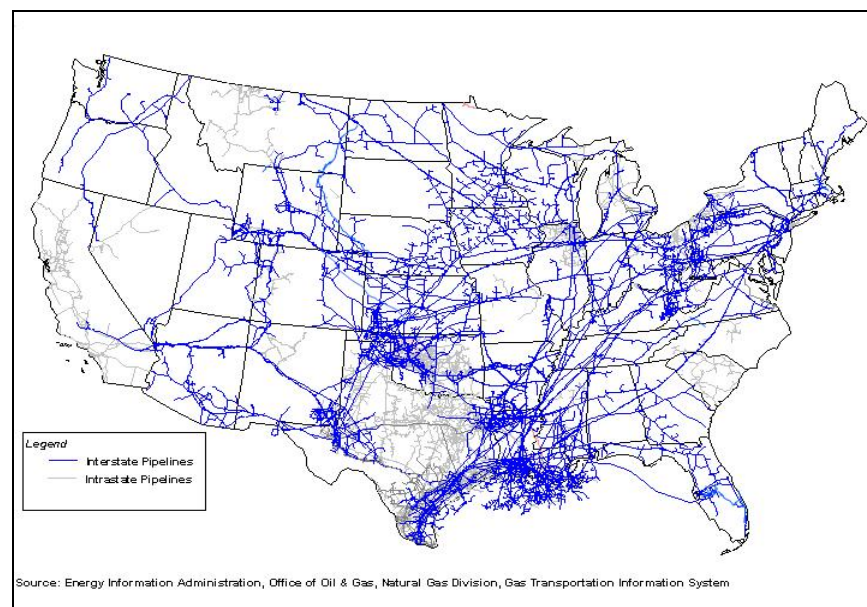 Legend
Interstate Pipelines
Intrastate Pipelines
Source: Energy Information Administration, Office of Oil & Gas, Natural Gas Division, Gas Transportation Information System